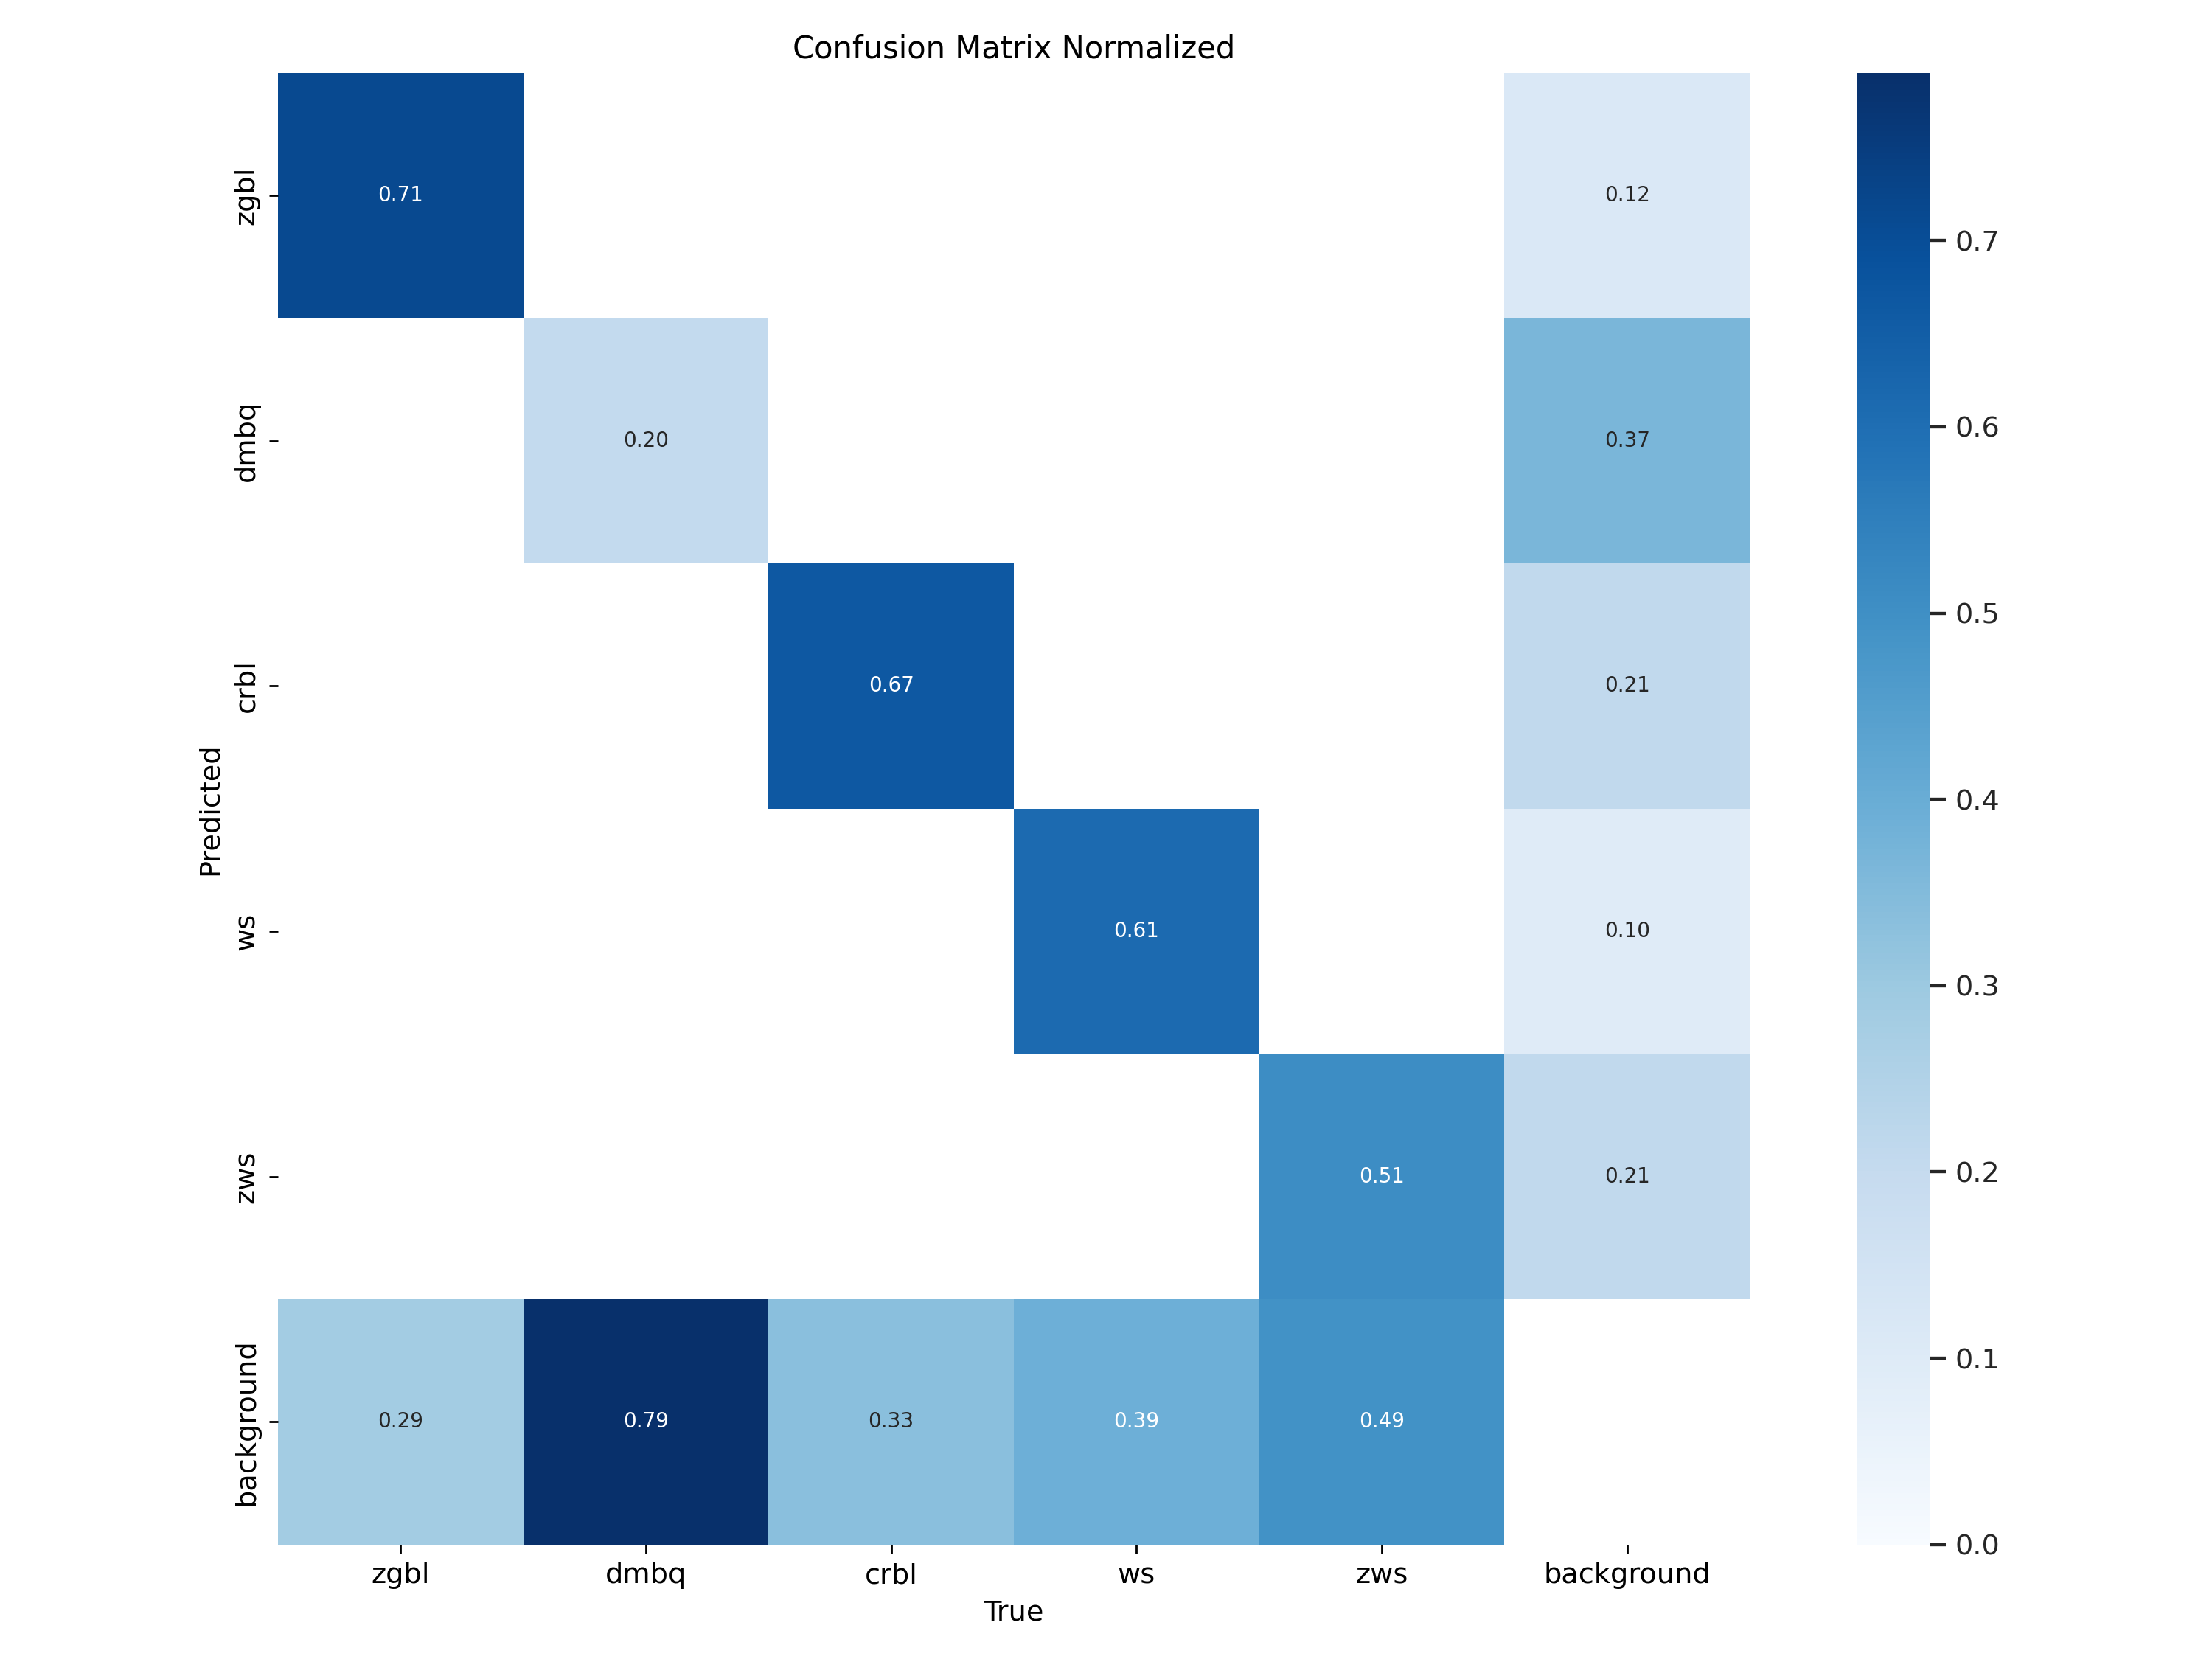 Confusion Matrix Normalized
zgbl
0.71
0.12
0.7
dmbq
0.20
0.37
0.6
crbl
0.67
0.21
0.5
Predicted
ws
0.61
0.10
0.4
0.3
zws
0.51
0.21
0.2
background
0.29
0.79
0.33
0.39
0.49
0.1
0.0
zgbl dmbq crbl ws zws background
True